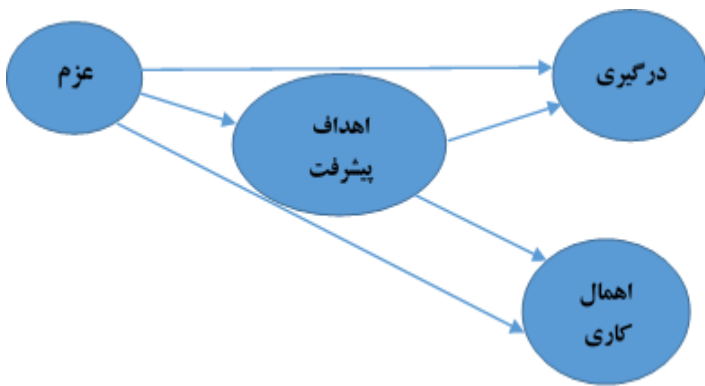 عزم
درگیری
اهداف
پیشرفت
اهمال
کاری